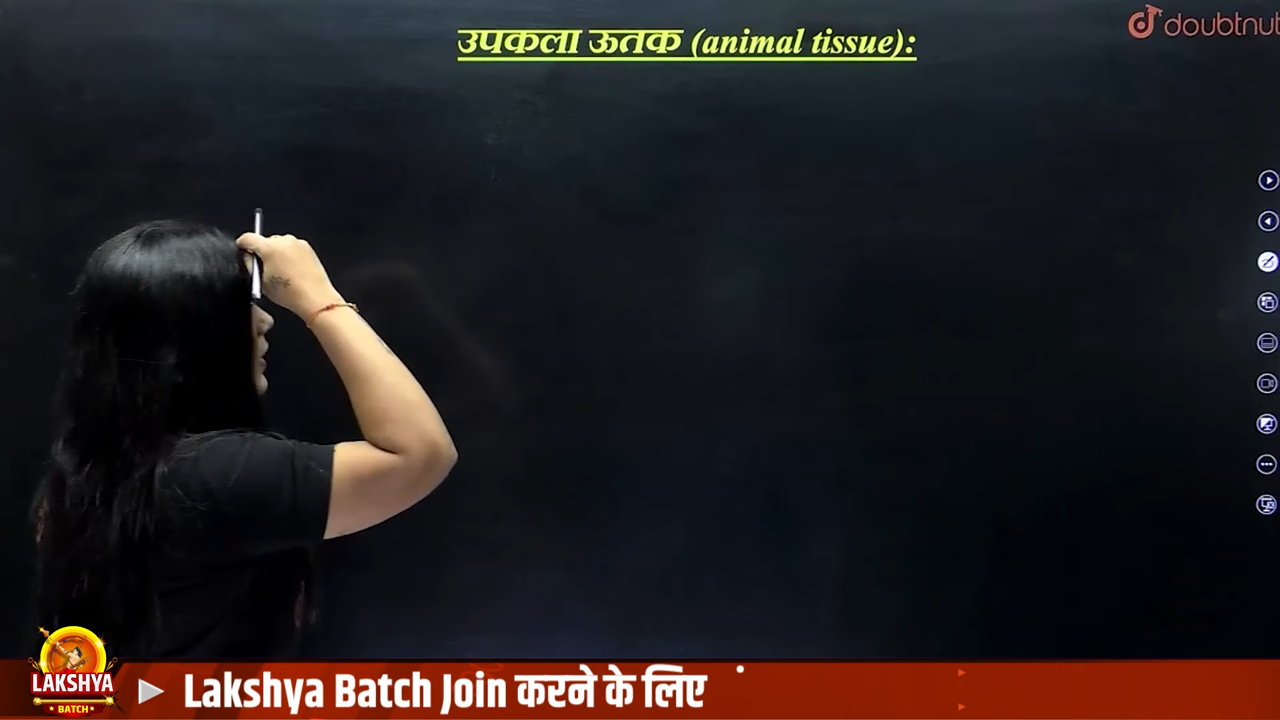 उपकला ऊतक (animal tissue):
doubtnut
LAKSHYA
BATCH
Lakshya Batch Join करने के लिए